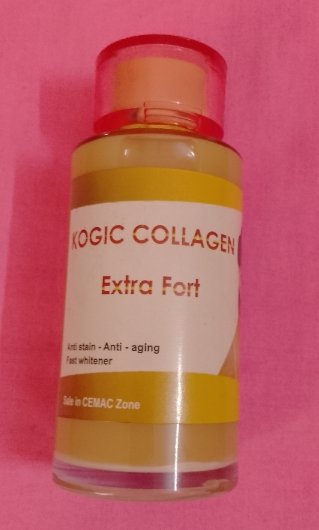 KOGIC COLLAGEN
Extra Fort
Anti stain - Anti - aging
Fast whitener
Sale in CEMAC Zone